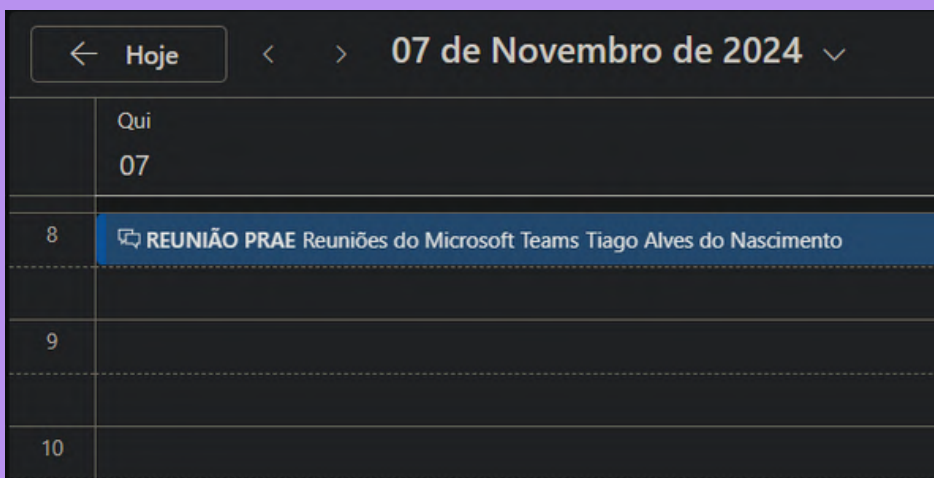 Hoje
07 de Novembro de 2024
Qui
07
8
REUNIÃO PRAE Reuniões do Microsoft Teams Tiago Alves do Nascimento
9
10